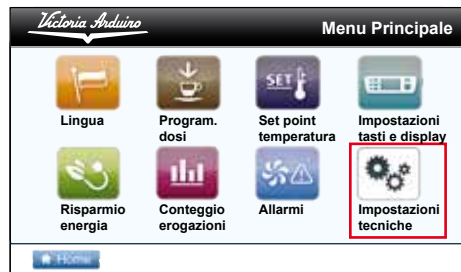 Victoria Arduino
Menu Principale
Lingua
Program.
dosi
SET
Set point
temperatura
Impostazioni
tasti e display
Risparmio
energia
Conteggio
erogazioni
Allarmi
Impostazioni
tecniche
Home